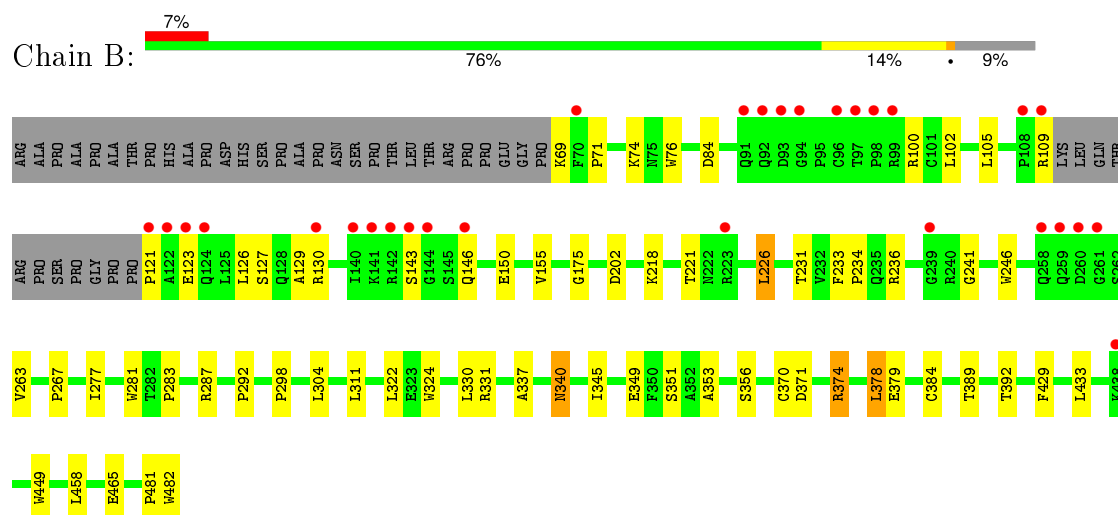 7%
Chain B:
76% 14% • 9%
ARG ALA PRO ALA PRO ALA THR PRO HIS ALA PRO ASP HIS SER PRO ALA PRO ASN SER PRO THR LEU THR ARG PRO PRO GLU GLY PRO K69 F70 P71 K74 N75 W76 D84 Q91 Q92 D93 G94 P95 G96 T97 P98 R99 R100 C101 L102 L105 P108 R109 LYS LEU GLN THR
ARG PRO SER PRO GLY PRO PRO P121 A122 E123 Q124 L125 L126 S127 Q128 A129 R130 I140 K141 R142 S143 G144 S145 Q146 E150 V155 G175 D202 K218 T221 N222 R223 L226 T231 V232 F233 P234 Q235 R236 G239 R240 G241 W246 Q258 Q259 D260 G261 S262
V263 P267 I277 W281 T282 P283 R287 P292 P298 L304 L311 L322 E323 W324 L330 R331 A337 N340 I345 E349 F350 S351 A352 A353 S356 C370 D371 R374 L378 E379 C384 T389 T392 F429 L433 K438
W449 L458 E465 P481 W482